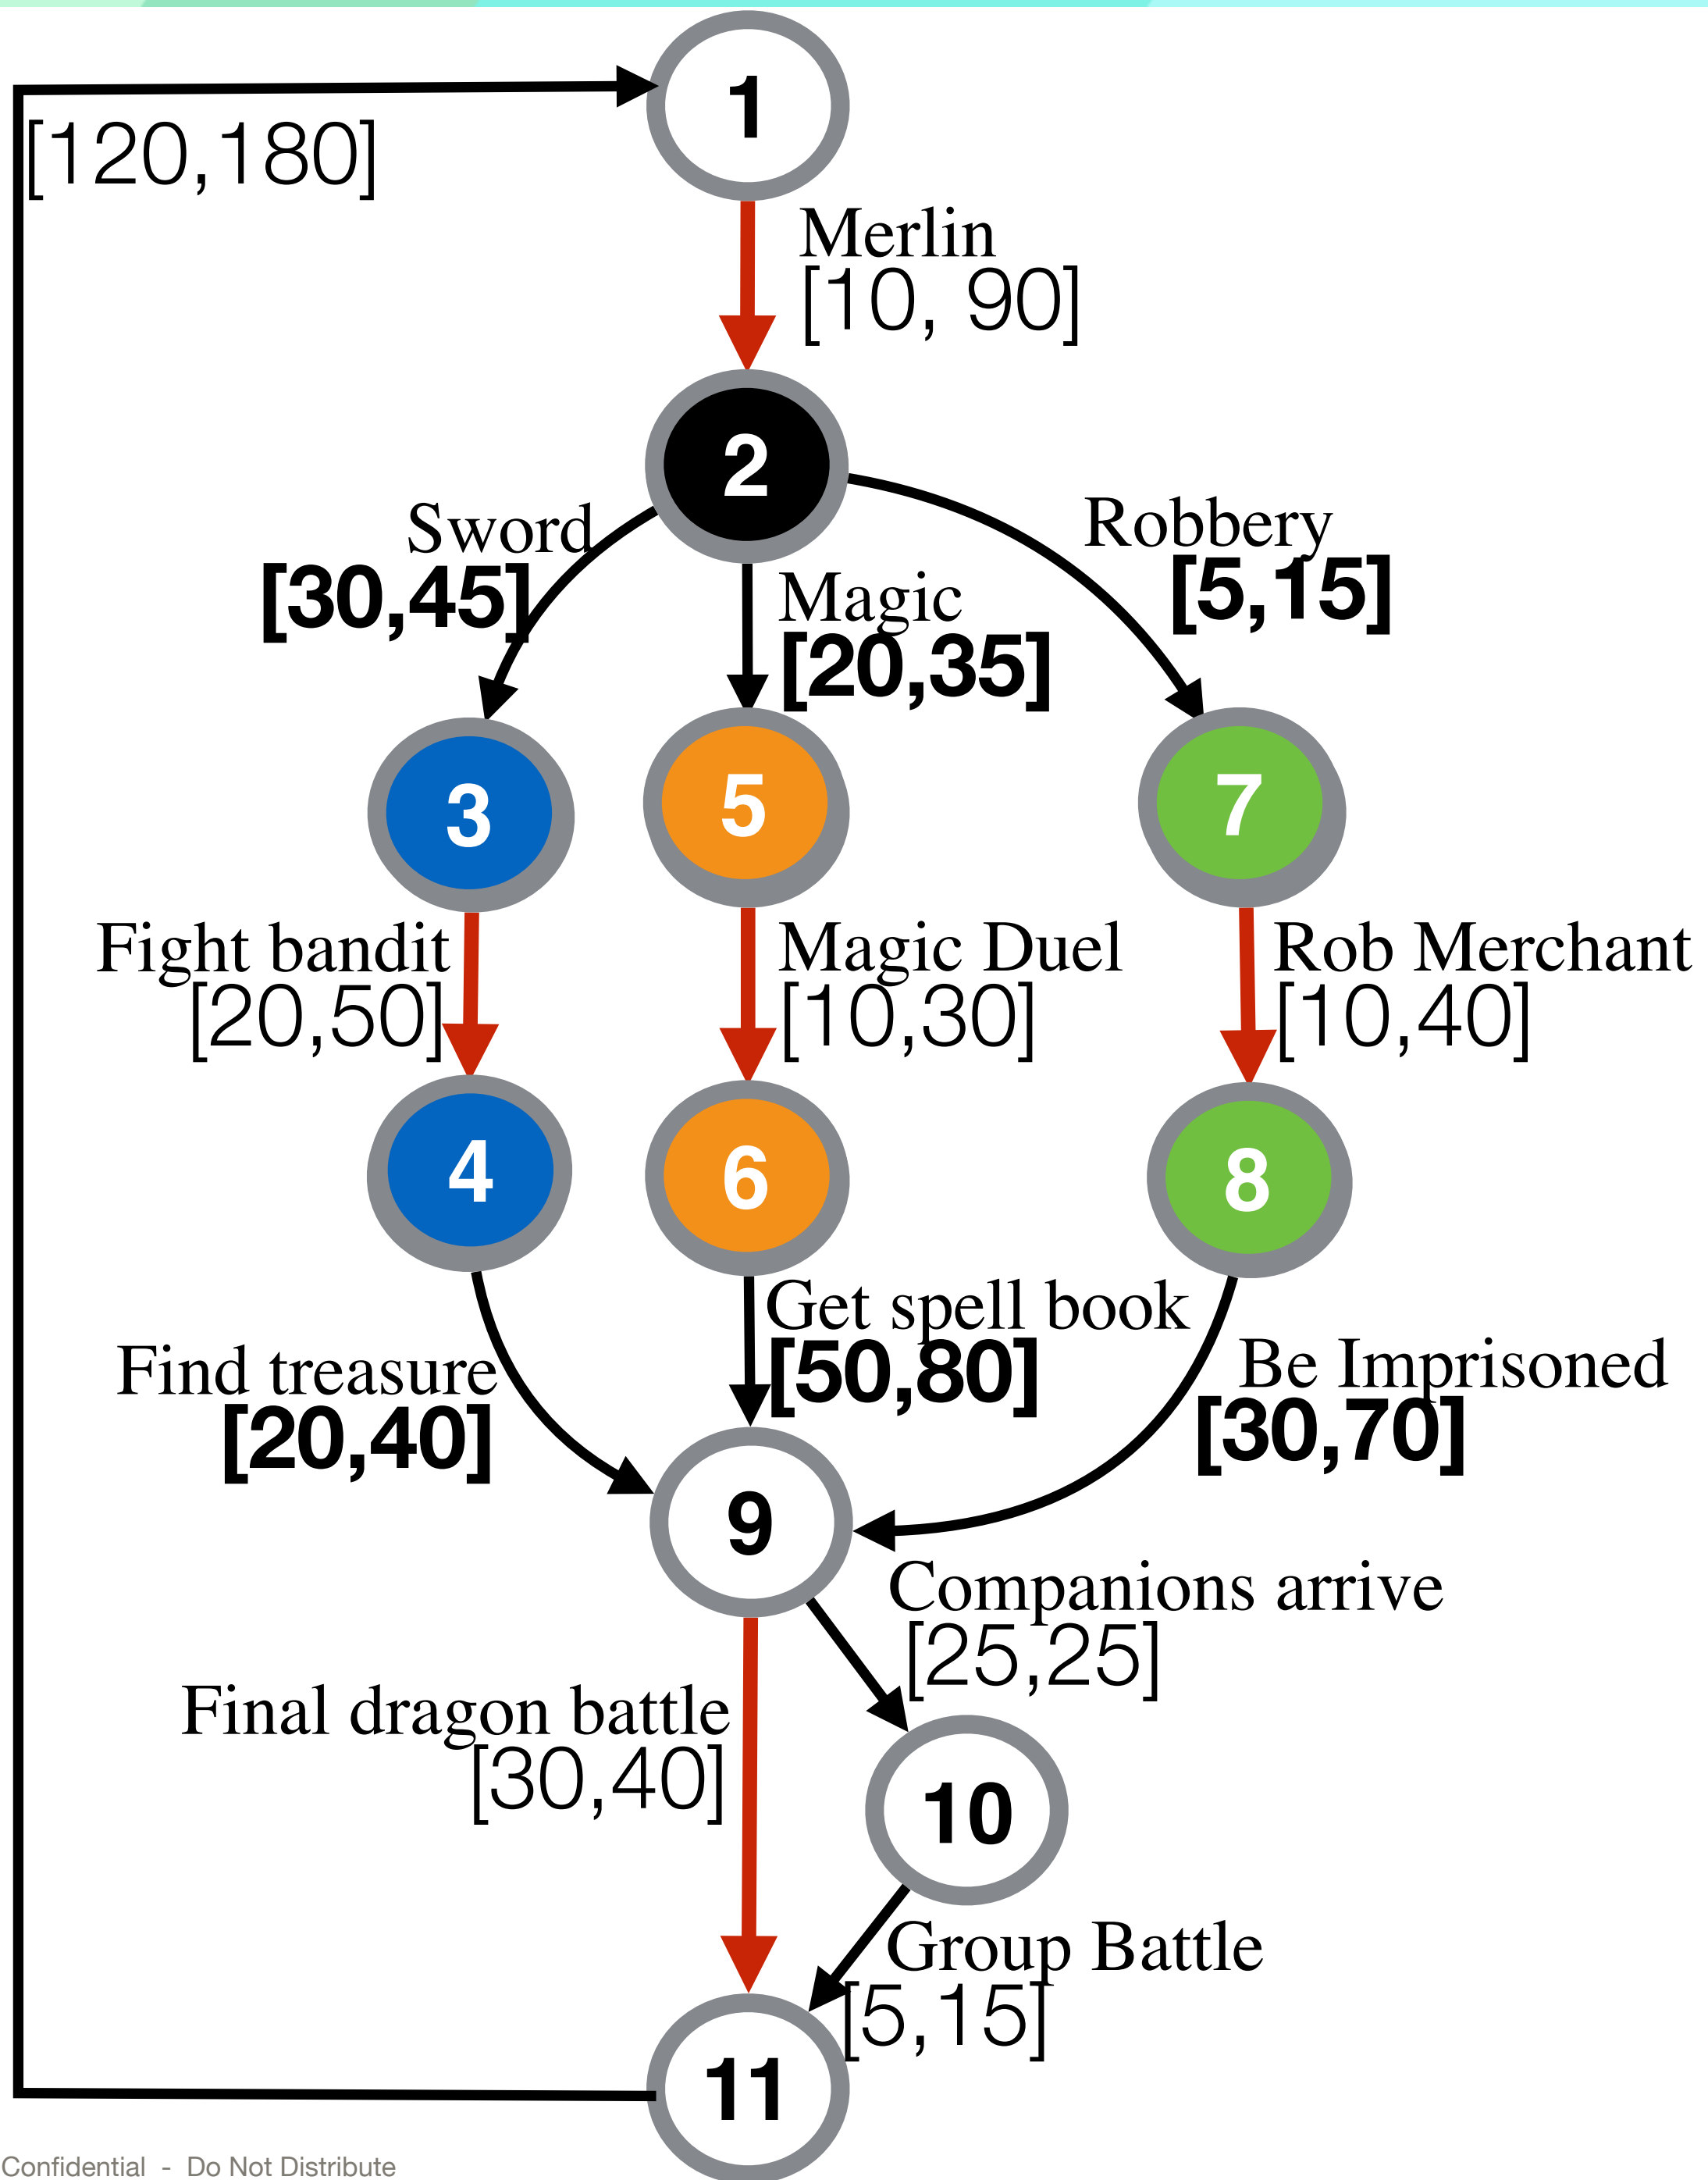 1
[120,180]
Merlin
[10, 90]
2
Sword
[30,45]
Magic
[20,35]
Robbery
[5,15]
3
5
7
Fight bandit
[20,50]
Magic Duel
[10,30]
Rob Merchant
[10,40]
4
6
8
Find treasure
[20,40]
Get spell book
[50,80]
Be Imprisoned
[30,70]
9
Companions arrive
[25,25]
Final dragon battle
[30,40]
10
Group Battle
[5,15]
11
Confidential - Do Not Distribute